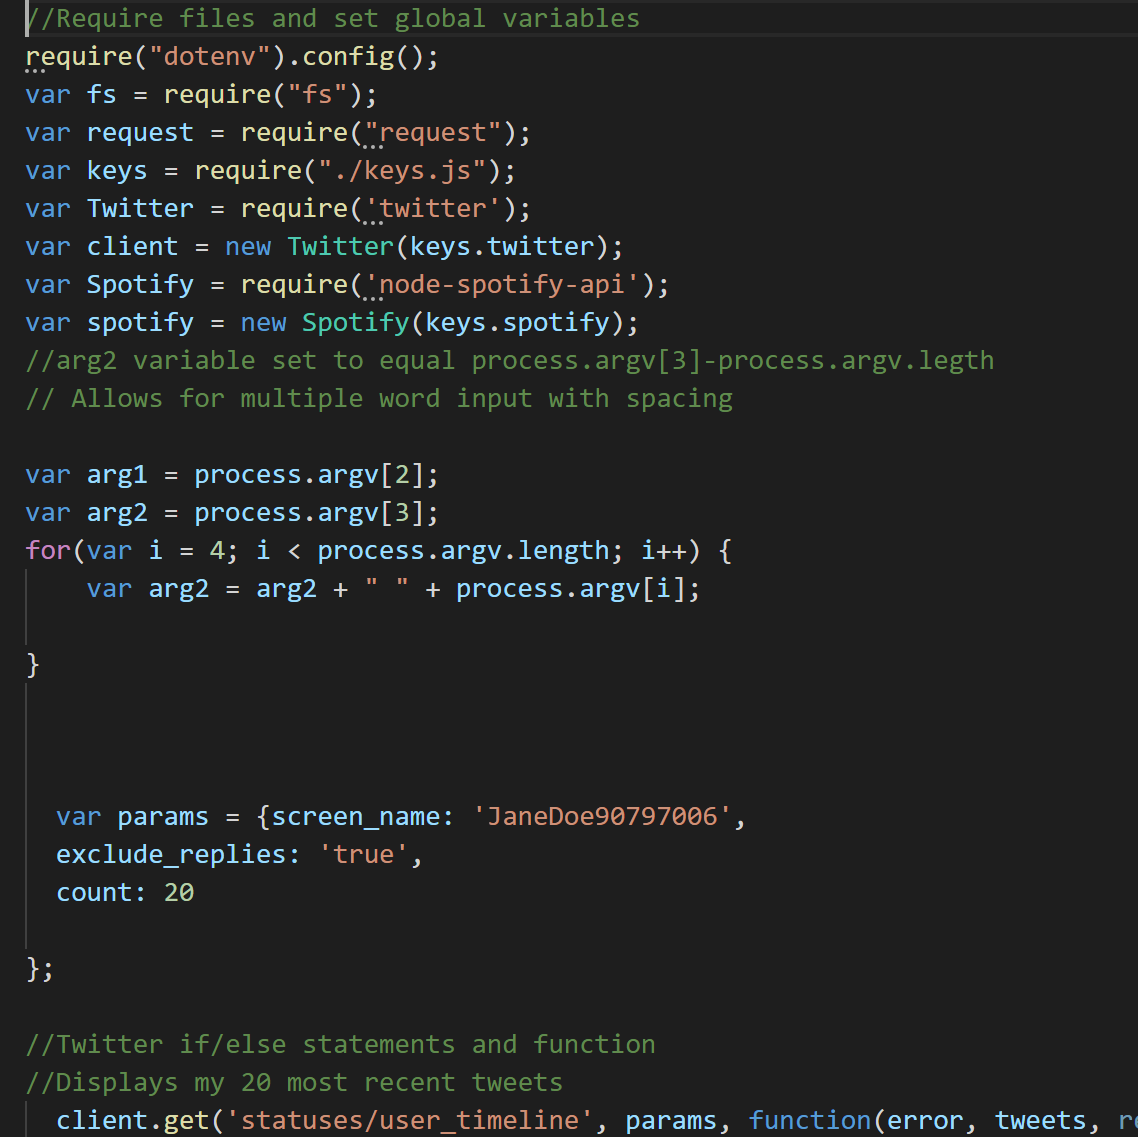 //Require files and set global variables
require("dotenv").config();
var fs = require("fs");
var request = require("request");
var keys = require("./keys.js");
var Twitter = require('twitter');
var client = new Twitter(keys.twitter);
var Spotify = require('node-spotify-api');
var spotify = new Spotify(keys.spotify);
//arg2 variable set to equal process.argv[3]-process.argv.legth
// Allows for multiple word input with spacing
var arg1 = process.argv[2];
var arg2 = process.argv[3];
for(var i = 4; i < process.argv.length; i++) {
    var arg2 = arg2 + " " + process.argv[i];
}
  var params = {screen_name: 'JaneDoe90797006',
  exclude_replies: 'true',
  count: 20
};
//Twitter if/else statements and function
//Displays my 20 most recent tweets
  client.get('statuses/user_timeline', params, function(error, tweets,